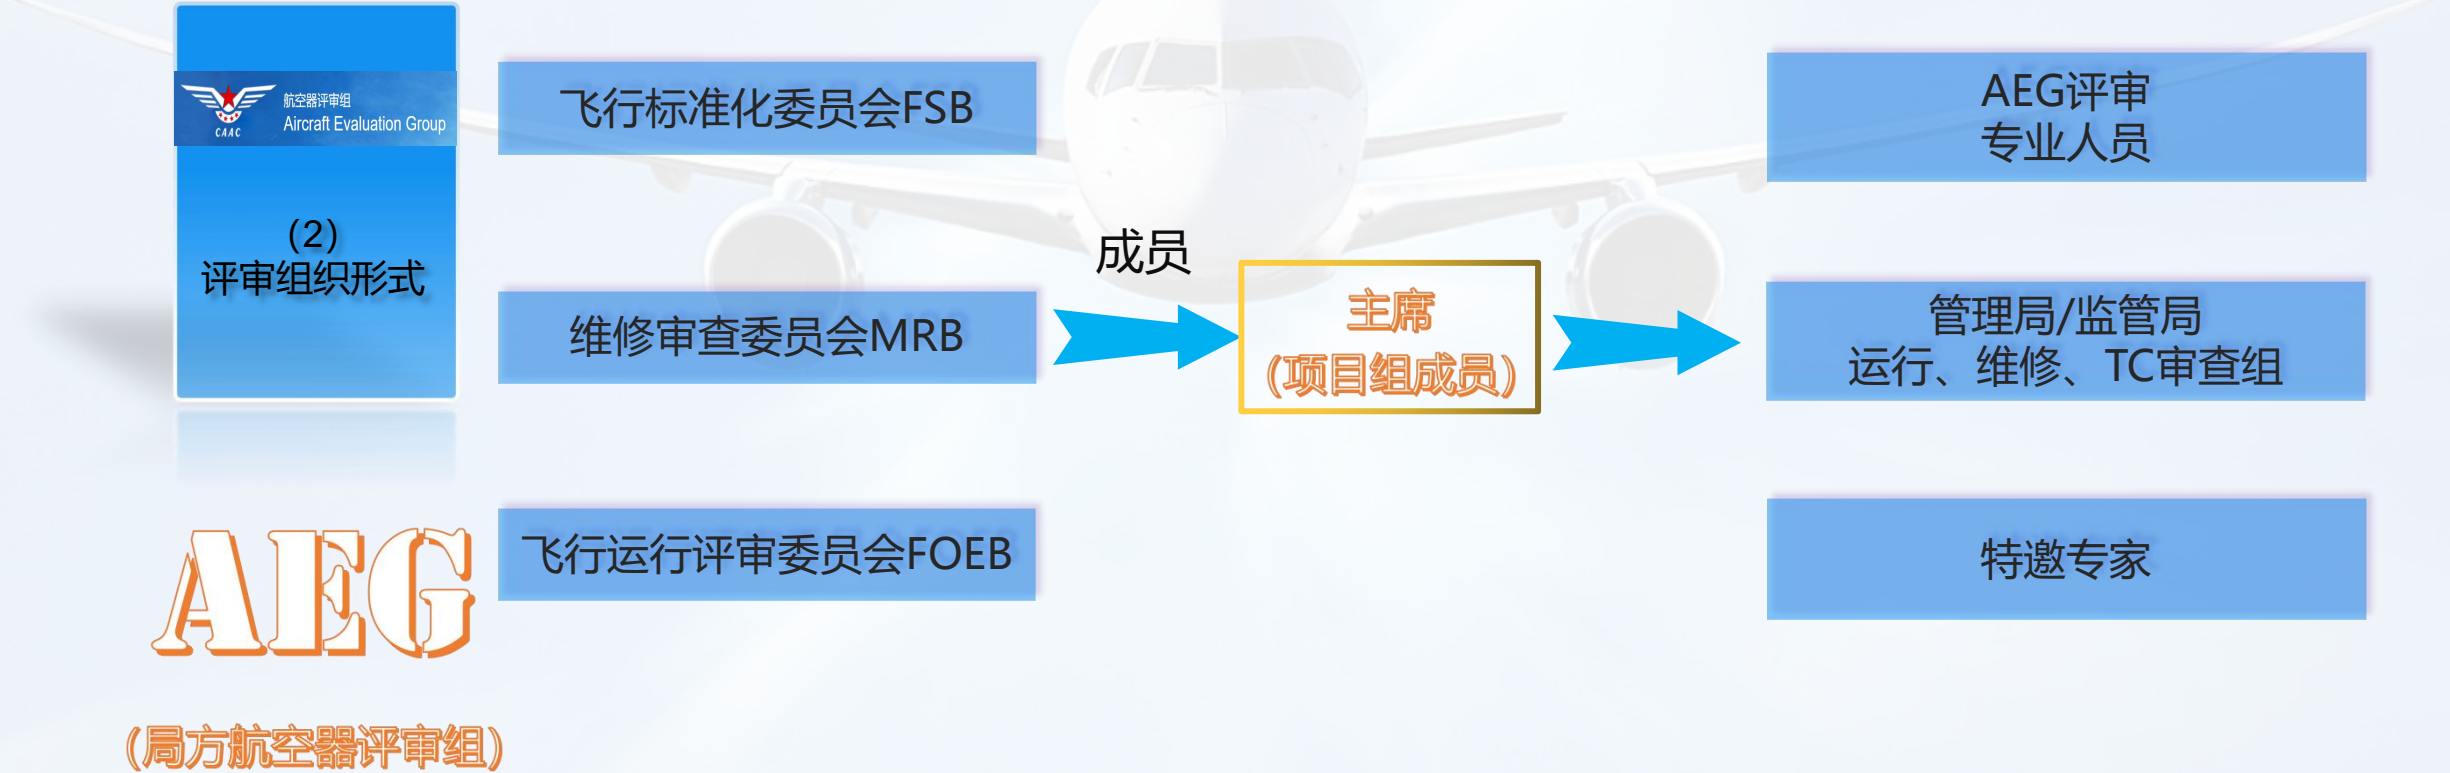 CAAC
航空器评审组
Aircraft Evaluation Group
（2）
评审组织形式
AEG
（局方航空器评审组）
飞行标准化委员会FSB
维修审查委员会MRB
飞行运行评审委员会FOEB
成员
主席
（项目组成员）
AEG评审
专业人员
管理局/监管局
运行、维修、TC审查组
特邀专家